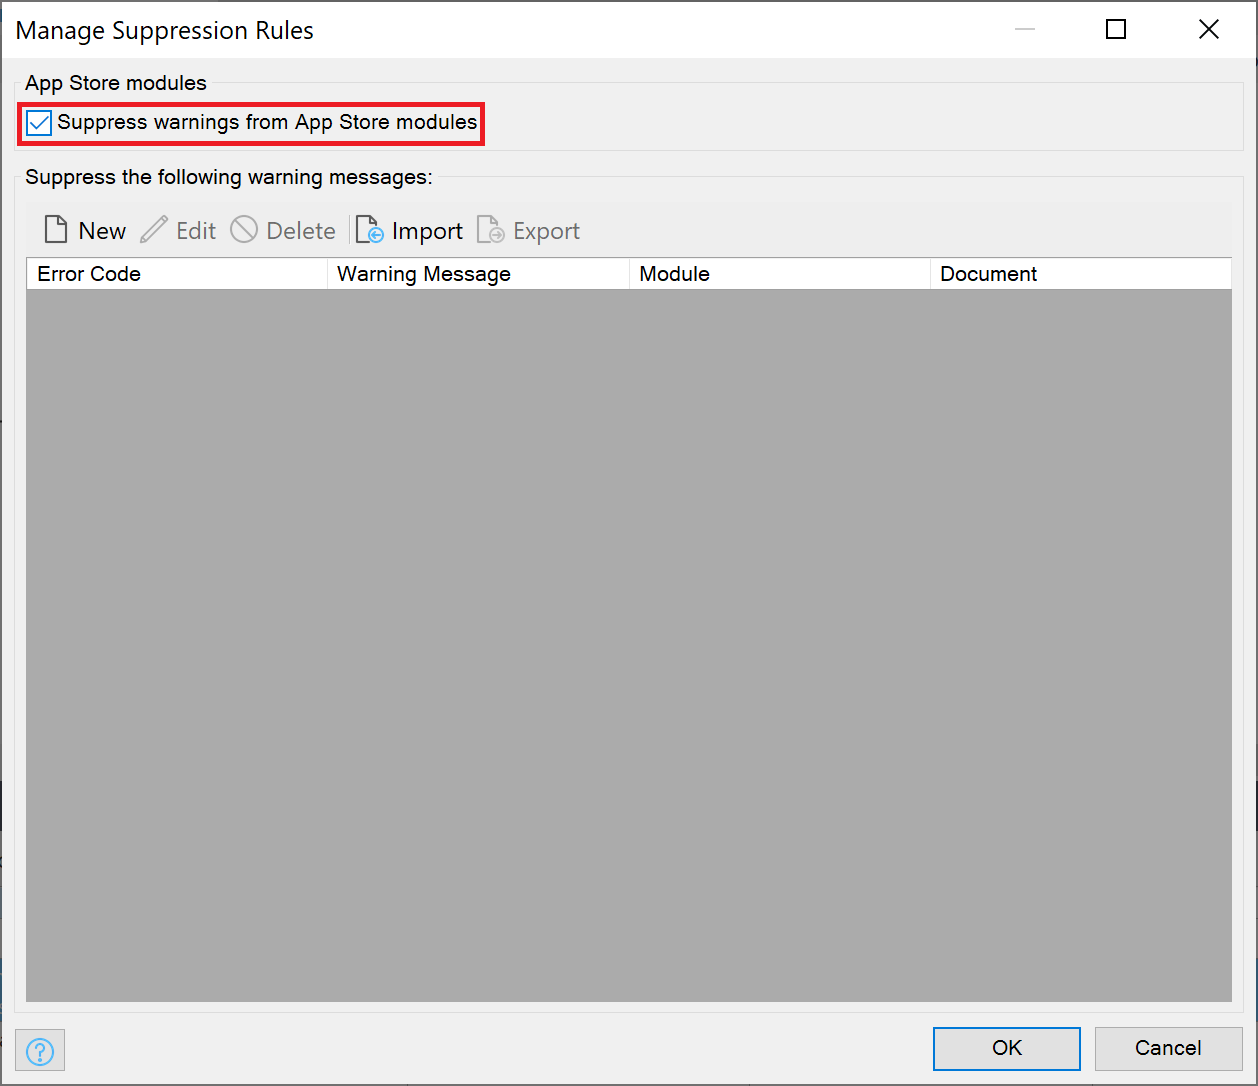 Manage Suppression Rules
App Store modules
Suppress warnings from App Store modules
Suppress the following warning messages:
New Edit Delete Import Export
Error Code Warning Message Module Document
? OK Cancel